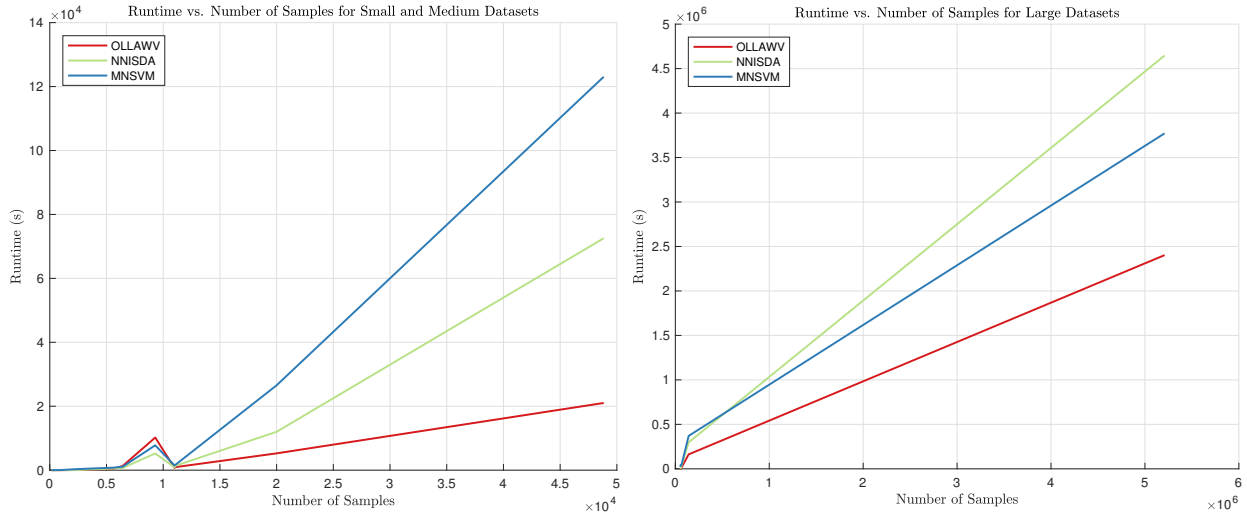 Runtime vs. Number of Samples for Small and Medium Datasets
×10^4
14
12
10
8
6
4
2
0
Runtime (s)
OLLAWV
NNISDA
MNSVM
0 0.5 1 1.5 2 2.5 3 3.5 4 4.5 5
Number of Samples
×10^4
Runtime vs. Number of Samples for Large Datasets
×10^6
5
4.5
4
3.5
3
2.5
2
1.5
1
0.5
0
Runtime (s)
OLLAWV
NNISDA
MNSVM
0 1 2 3 4 5 6
Number of Samples
×10^6